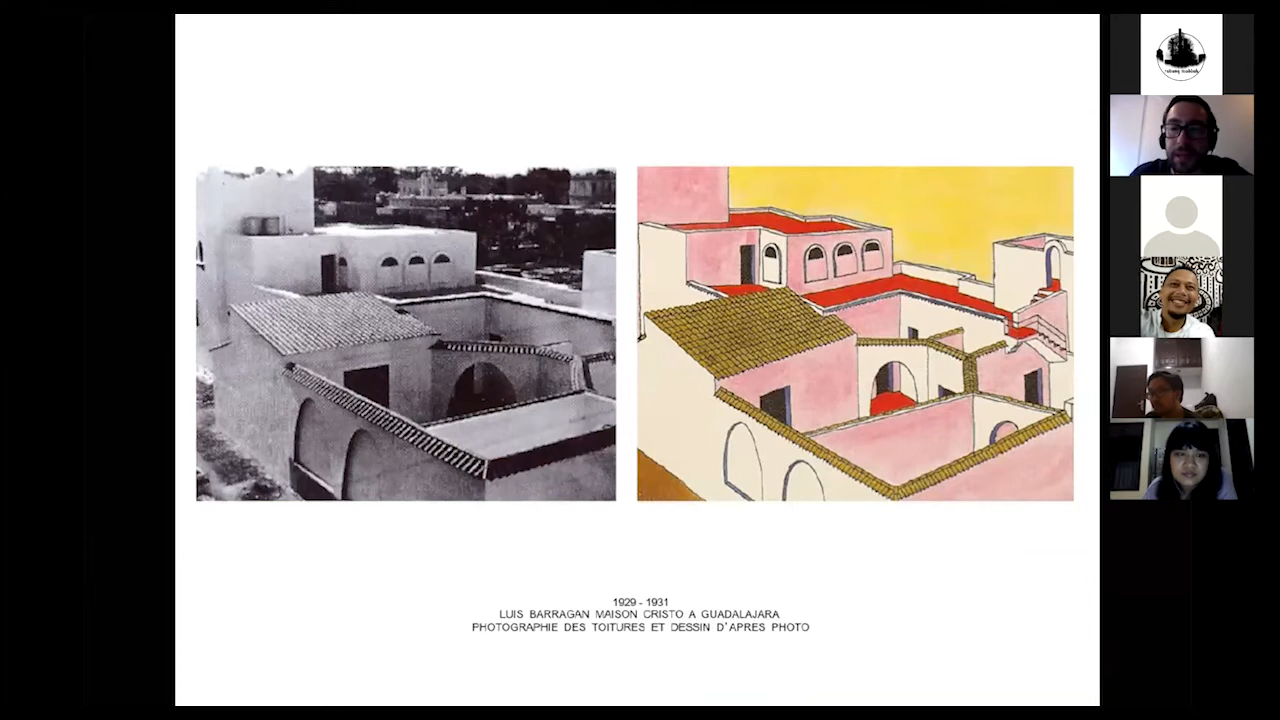 1929 - 1931
LUIS BARRAGAN MAISON CRISTO A GUADALAJARA
PHOTOGRAPHIE DES TOITURES ET DESSIN D'APRES PHOTO